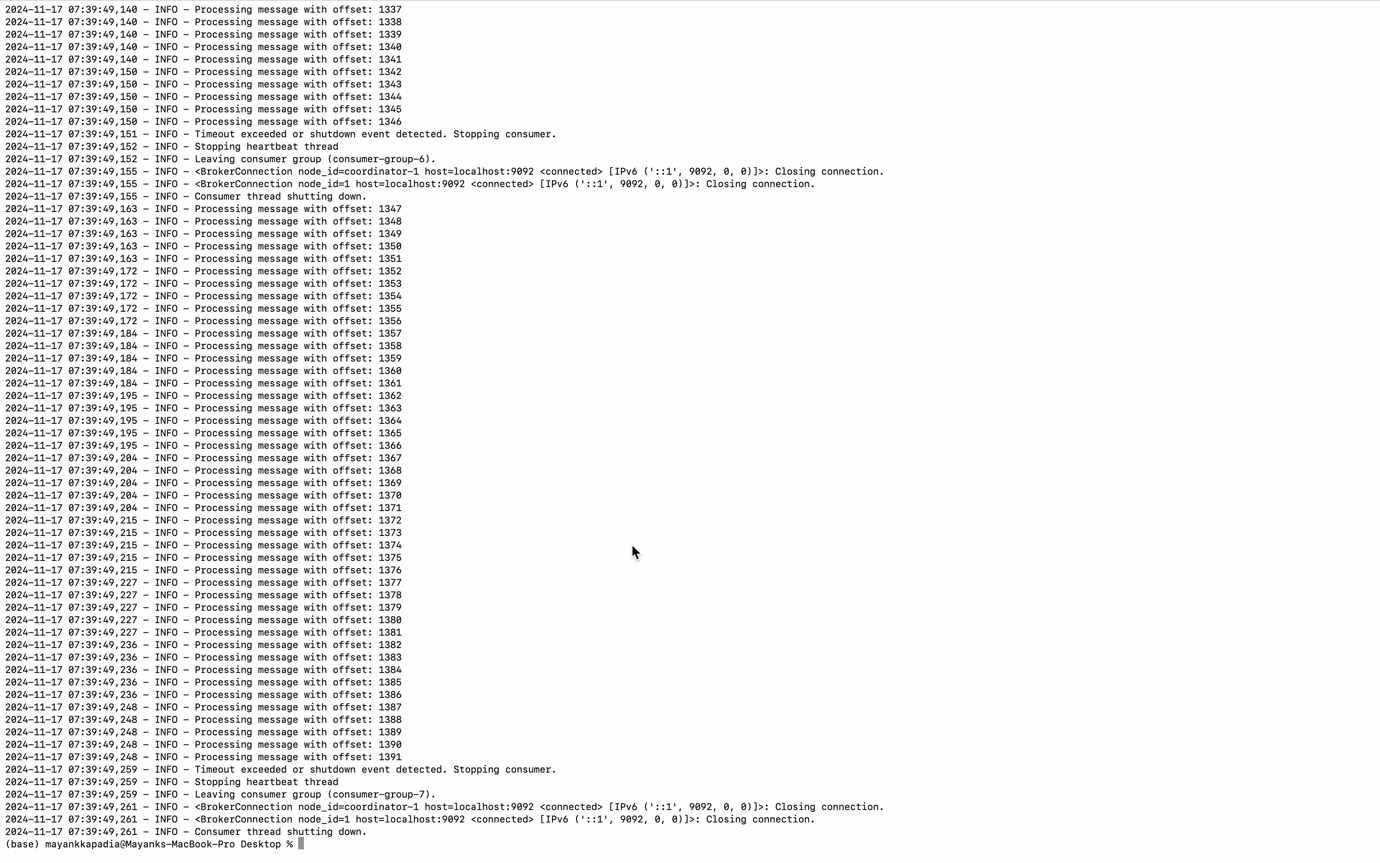 2024-11-17 07:39:49,140 - INFO - Processing message with offset: 1337
2024-11-17 07:39:49,140 - INFO - Processing message with offset: 1338
2024-11-17 07:39:49,140 - INFO - Processing message with offset: 1339
2024-11-17 07:39:49,140 - INFO - Processing message with offset: 1340
2024-11-17 07:39:49,140 - INFO - Processing message with offset: 1341
2024-11-17 07:39:49,150 - INFO - Processing message with offset: 1342
2024-11-17 07:39:49,150 - INFO - Processing message with offset: 1343
2024-11-17 07:39:49,150 - INFO - Processing message with offset: 1344
2024-11-17 07:39:49,150 - INFO - Processing message with offset: 1345
2024-11-17 07:39:49,150 - INFO - Processing message with offset: 1346
2024-11-17 07:39:49,151 - INFO - Timeout exceeded or shutdown event detected. Stopping consumer.
2024-11-17 07:39:49,152 - INFO - Stopping heartbeat thread
2024-11-17 07:39:49,152 - INFO - Leaving consumer group (consumer-group-6).
2024-11-17 07:39:49,155 - INFO - <BrokerConnection node_id=coordinator-1 host=localhost:9092 <connected> [IPv6 ('::1', 9092, 0, 0)]>: Closing connection.
2024-11-17 07:39:49,155 - INFO - <BrokerConnection node_id=1 host=localhost:9092 <connected> [IPv6 ('::1', 9092, 0, 0)]>: Closing connection.
2024-11-17 07:39:49,155 - INFO - Consumer thread shutting down.
2024-11-17 07:39:49,163 - INFO - Processing message with offset: 1347
2024-11-17 07:39:49,163 - INFO - Processing message with offset: 1348
2024-11-17 07:39:49,163 - INFO - Processing message with offset: 1349
2024-11-17 07:39:49,163 - INFO - Processing message with offset: 1350
2024-11-17 07:39:49,163 - INFO - Processing message with offset: 1351
2024-11-17 07:39:49,172 - INFO - Processing message with offset: 1352
2024-11-17 07:39:49,172 - INFO - Processing message with offset: 1353
2024-11-17 07:39:49,172 - INFO - Processing message with offset: 1354
2024-11-17 07:39:49,172 - INFO - Processing message with offset: 1355
2024-11-17 07:39:49,172 - INFO - Processing message with offset: 1356
2024-11-17 07:39:49,184 - INFO - Processing message with offset: 1357
2024-11-17 07:39:49,184 - INFO - Processing message with offset: 1358
2024-11-17 07:39:49,184 - INFO - Processing message with offset: 1359
2024-11-17 07:39:49,184 - INFO - Processing message with offset: 1360
2024-11-17 07:39:49,184 - INFO - Processing message with offset: 1361
2024-11-17 07:39:49,195 - INFO - Processing message with offset: 1362
2024-11-17 07:39:49,195 - INFO - Processing message with offset: 1363
2024-11-17 07:39:49,195 - INFO - Processing message with offset: 1364
2024-11-17 07:39:49,195 - INFO - Processing message with offset: 1365
2024-11-17 07:39:49,195 - INFO - Processing message with offset: 1366
2024-11-17 07:39:49,204 - INFO - Processing message with offset: 1367
2024-11-17 07:39:49,204 - INFO - Processing message with offset: 1368
2024-11-17 07:39:49,204 - INFO - Processing message with offset: 1369
2024-11-17 07:39:49,204 - INFO - Processing message with offset: 1370
2024-11-17 07:39:49,204 - INFO - Processing message with offset: 1371
2024-11-17 07:39:49,215 - INFO - Processing message with offset: 1372
2024-11-17 07:39:49,215 - INFO - Processing message with offset: 1373
2024-11-17 07:39:49,215 - INFO - Processing message with offset: 1374
2024-11-17 07:39:49,215 - INFO - Processing message with offset: 1375
2024-11-17 07:39:49,215 - INFO - Processing message with offset: 1376
2024-11-17 07:39:49,227 - INFO - Processing message with offset: 1377
2024-11-17 07:39:49,227 - INFO - Processing message with offset: 1378
2024-11-17 07:39:49,227 - INFO - Processing message with offset: 1379
2024-11-17 07:39:49,227 - INFO - Processing message with offset: 1380
2024-11-17 07:39:49,227 - INFO - Processing message with offset: 1381
2024-11-17 07:39:49,236 - INFO - Processing message with offset: 1382
2024-11-17 07:39:49,236 - INFO - Processing message with offset: 1383
2024-11-17 07:39:49,236 - INFO - Processing message with offset: 1384
2024-11-17 07:39:49,236 - INFO - Processing message with offset: 1385
2024-11-17 07:39:49,236 - INFO - Processing message with offset: 1386
2024-11-17 07:39:49,248 - INFO - Processing message with offset: 1387
2024-11-17 07:39:49,248 - INFO - Processing message with offset: 1388
2024-11-17 07:39:49,248 - INFO - Processing message with offset: 1389
2024-11-17 07:39:49,248 - INFO - Processing message with offset: 1390
2024-11-17 07:39:49,248 - INFO - Processing message with offset: 1391
2024-11-17 07:39:49,259 - INFO - Timeout exceeded or shutdown event detected. Stopping consumer.
2024-11-17 07:39:49,259 - INFO - Stopping heartbeat thread
2024-11-17 07:39:49,259 - INFO - Leaving consumer group (consumer-group-7).
2024-11-17 07:39:49,261 - INFO - <BrokerConnection node_id=coordinator-1 host=localhost:9092 <connected> [IPv6 ('::1', 9092, 0, 0)]>: Closing connection.
2024-11-17 07:39:49,261 - INFO - <BrokerConnection node_id=1 host=localhost:9092 <connected> [IPv6 ('::1', 9092, 0, 0)]>: Closing connection.
2024-11-17 07:39:49,261 - INFO - Consumer thread shutting down.
(base) mayankkapadia@Mayanks-MacBook-Pro Desktop %